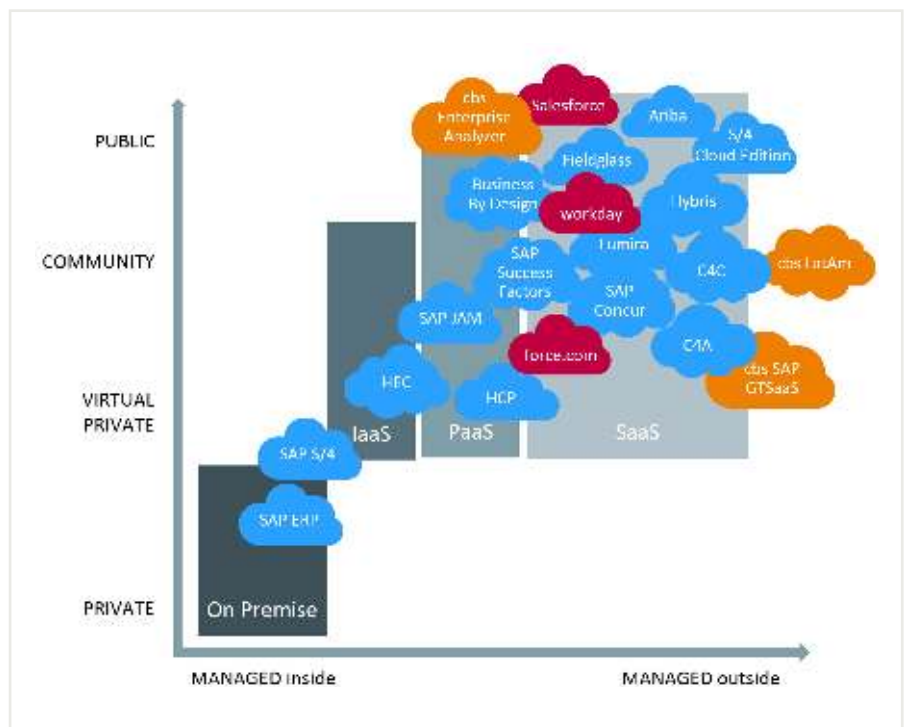 PUBLIC
COMMUNITY
VIRTUAL
PRIVATE
PRIVATE
cbs
Enterprise
Analyzer
Salesforce
Ariba
S/4
Cloud Edition
Fieldglass
Business
By Design
workday
Hybris
Lumira
SAP
Success
Factors
C4C
cbs LatAm
SAP
Concur
SAP JAM
force.com
C4A
cbs SAP
GTSaaS
HEC
HCP
IaaS
PaaS
SaaS
SAP S/4
SAP ERP
On Premise
MANAGED inside
MANAGED outside